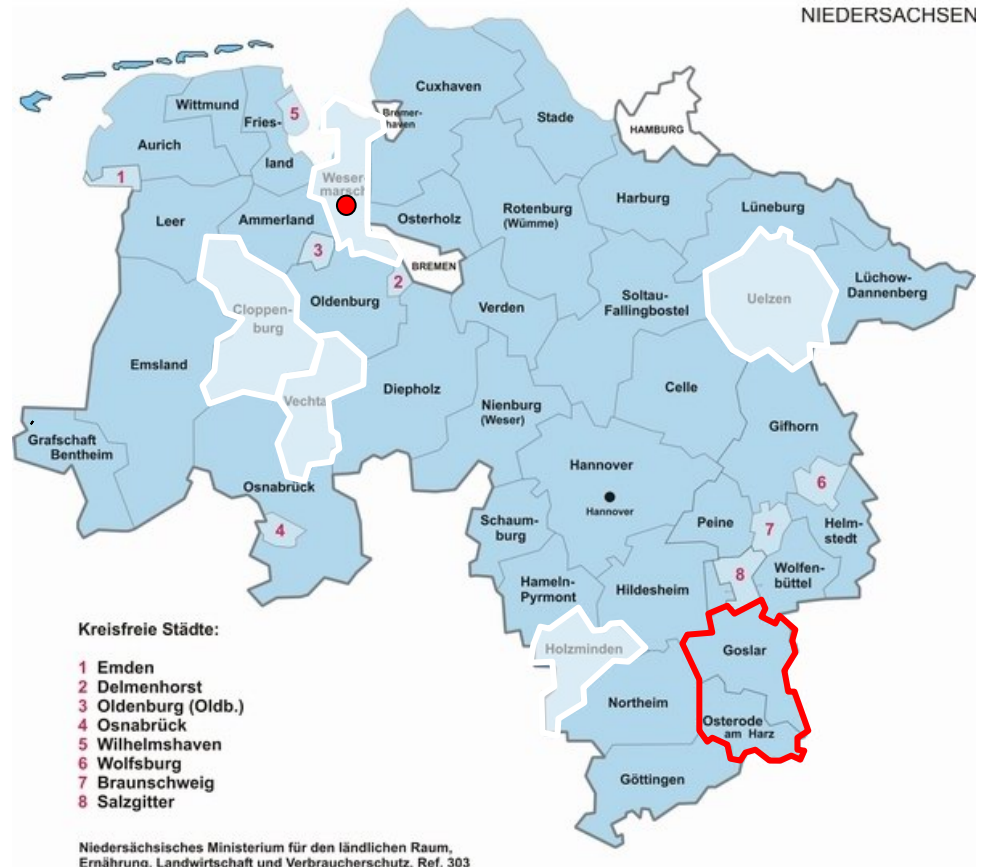 NIEDERSACHSEN
Cuxhaven
Wittmund
Bremer-
haven
5
Fries-
Stade
HAMBURG
Aurich
land
1
Weser-
marsch
Harburg
Leer
Ammerland
Osterholz
Rotenburg
(Wümme)
Lüneburg
3
BREMEN
2
Lüchow-
Dannenberg
Cloppen-
burg
Oldenburg
Verden
Soltau-
Fallingbostel
Uelzen
Emsland
Diepholz
Celle
Vechta
Nienburg
(Weser)
Gifhorn
Grafschaft
Bentheim
Hannover
Osnabrück
6
Hannover
4
Schaum-
burg
Peine
7
Helm-
stedt
8
Wolfen-
büttel
Hameln-
Pyrmont
Hildesheim
Holzminden
Goslar
Northeim
Osterode
am Harz
Göttingen
Kreisfreie Städte:
1 Emden
2 Delmenhorst
3 Oldenburg (Oldb.)
4 Osnabrück
5 Wilhelmshaven
6 Wolfsburg
7 Braunschweig
8 Salzgitter
Niedersächsisches Ministerium für den ländlichen Raum,
Ernährung, Landwirtschaft und Verbraucherschutz, Ref. 303